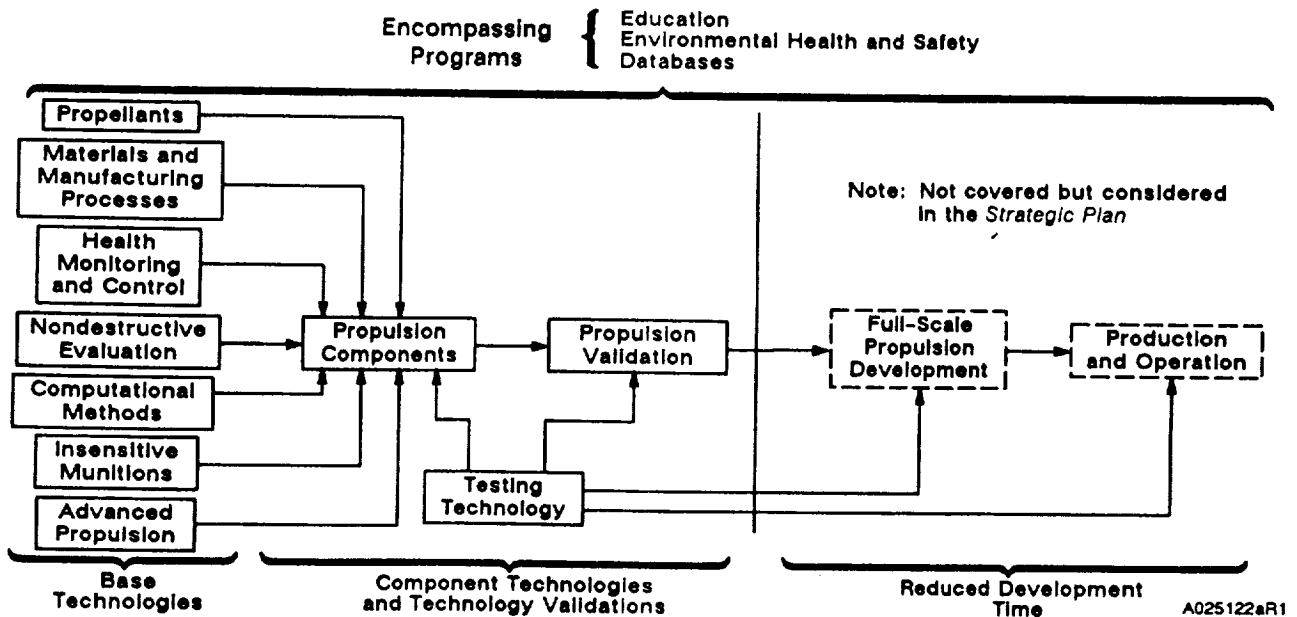 Encompassing
Programs
Education
Environmental Health and Safety
Databases
Propellants
Materials and
Manufacturing
Processes
Health
Monitoring
and Control
Nondestructive
Evaluation
Computational
Methods
Insensitive
Munitions
Advanced
Propulsion
Propulsion
Components
Propulsion
Validation
Testing
Technology
Note: Not covered but considered
in the Strategic Plan
Full-Scale
Propulsion
Development
Production
and Operation
Base
Technologies
Component Technologies
and Technology Validations
Reduced Development
Time
A025122aR1